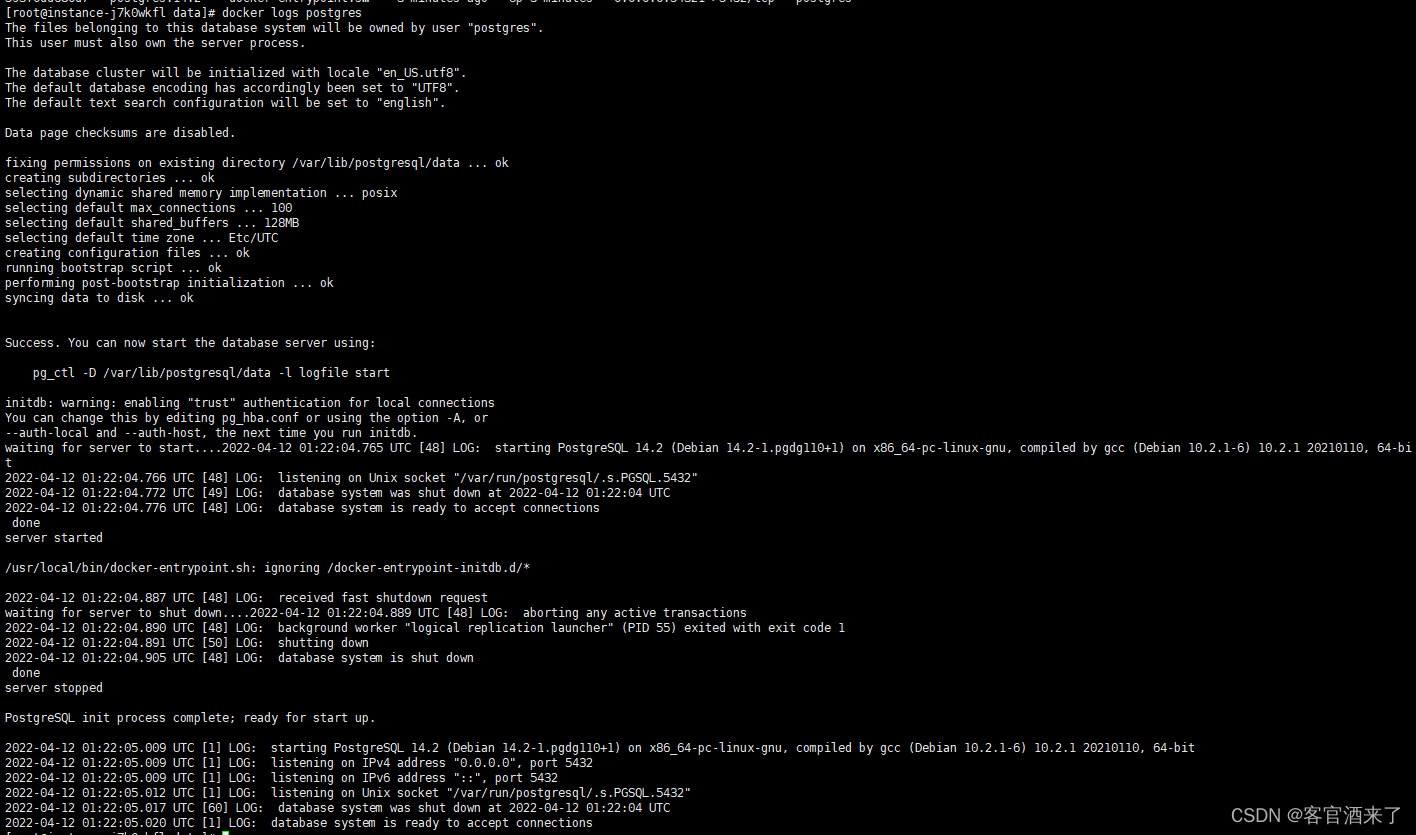 [root@instance-j7k0wkfl data]# docker logs postgres
The files belonging to this database system will be owned by user "postgres".
This user must also own the server process.
The database cluster will be initialized with locale "en_US.utf8".
The default database encoding has accordingly been set to "UTF8".
The default text search configuration will be set to "english".
Data page checksums are disabled.
fixing permissions on existing directory /var/lib/postgresql/data ... ok
creating subdirectories ... ok
selecting dynamic shared memory implementation ... posix
selecting default max_connections ... 100
selecting default shared_buffers ... 128MB
selecting default time zone ... Etc/UTC
creating configuration files ... ok
running bootstrap script ... ok
performing post-bootstrap initialization ... ok
syncing data to disk ... ok
Success. You can now start the database server using:
pg_ctl -D /var/lib/postgresql/data -l logfile start
initdb: warning: enabling "trust" authentication for local connections
You can change this by editing pg_hba.conf or using the option -A, or
--auth-local and --auth-host, the next time you run initdb.
waiting for server to start....2022-04-12 01:22:04.765 UTC [48] LOG:  starting PostgreSQL 14.2 (Debian 14.2-1.pgdg110+1) on x86_64-pc-linux-gnu, compiled by gcc (Debian 10.2.1-6) 10.2.1 20210110, 64-bi
t
2022-04-12 01:22:04.766 UTC [48] LOG:  listening on Unix socket "/var/run/postgresql/.s.PGSQL.5432"
2022-04-12 01:22:04.772 UTC [49] LOG:  database system was shut down at 2022-04-12 01:22:04 UTC
2022-04-12 01:22:04.776 UTC [48] LOG:  database system is ready to accept connections
done
server started
/usr/local/bin/docker-entrypoint.sh: ignoring /docker-entrypoint-initdb.d/*
2022-04-12 01:22:04.887 UTC [48] LOG:  received fast shutdown request
waiting for server to shut down....2022-04-12 01:22:04.889 UTC [48] LOG:  aborting any active transactions
2022-04-12 01:22:04.890 UTC [48] LOG:  background worker "logical replication launcher" (PID 55) exited with exit code 1
2022-04-12 01:22:04.891 UTC [50] LOG:  shutting down
2022-04-12 01:22:04.905 UTC [48] LOG:  database system is shut down
done
server stopped
PostgreSQL init process complete; ready for start up.
2022-04-12 01:22:05.009 UTC [1] LOG:  starting PostgreSQL 14.2 (Debian 14.2-1.pgdg110+1) on x86_64-pc-linux-gnu, compiled by gcc (Debian 10.2.1-6) 10.2.1 20210110, 64-bit
2022-04-12 01:22:05.009 UTC [1] LOG:  listening on IPv4 address "0.0.0.0", port 5432
2022-04-12 01:22:05.009 UTC [1] LOG:  listening on IPv6 address "::", port 5432
2022-04-12 01:22:05.012 UTC [1] LOG:  listening on Unix socket "/var/run/postgresql/.s.PGSQL.5432"
2022-04-12 01:22:05.017 UTC [60] LOG:  database system was shut down at 2022-04-12 01:22:04 UTC
2022-04-12 01:22:05.020 UTC [1] LOG:  database system is ready to accept connections
CSDN @客官酒来了